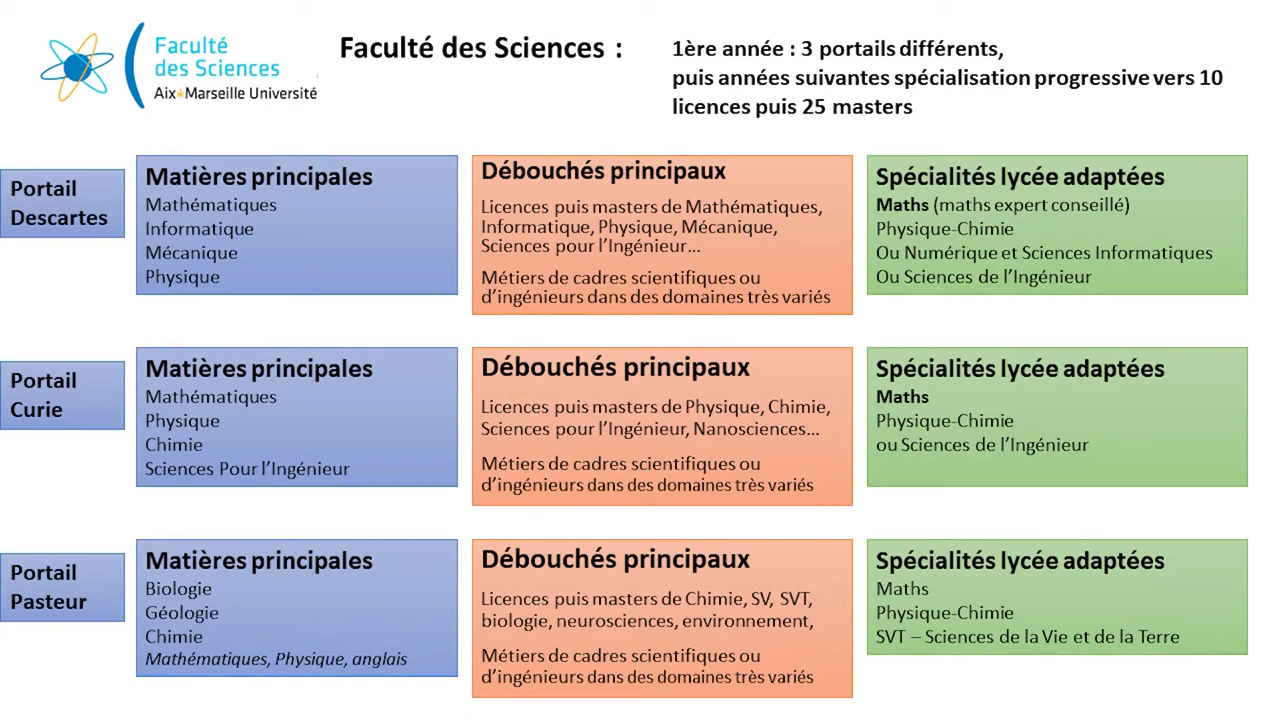 Faculté
des Sciences
Aix*Marseille Université
Faculté des Sciences :
1ère année : 3 portails différents,
puis années suivantes spécialisation progressive vers 10
licences puis 25 masters
Portail
Descartes
Matières principales
Mathématiques
Informatique
Mécanique
Physique
Débouchés principaux
Licences puis masters de Mathématiques,
Informatique, Physique, Mécanique,
Sciences pour l’Ingénieur…
Métiers de cadres scientifiques ou
d’ingénieurs dans des domaines très variés
Spécialités lycée adaptées
Maths (maths expert conseillé)
Physique-Chimie
Ou Numérique et Sciences Informatiques
Ou Sciences de l’Ingénieur
Portail
Curie
Matières principales
Mathématiques
Physique
Chimie
Sciences Pour l’Ingénieur
Débouchés principaux
Licences puis masters de Physique, Chimie,
Sciences pour l’Ingénieur, Nanosciences…
Métiers de cadres scientifiques ou
d’ingénieurs dans des domaines très variés
Spécialités lycée adaptées
Maths
Physique-Chimie
ou Sciences de l’Ingénieur
Portail
Pasteur
Matières principales
Biologie
Géologie
Chimie
Mathématiques, Physique, anglais
Débouchés principaux
Licences puis masters de Chimie, SV, SVT,
biologie, neurosciences, environnement,
Métiers de cadres scientifiques ou
d’ingénieurs dans des domaines très variés
Spécialités lycée adaptées
Maths
Physique-Chimie
SVT – Sciences de la Vie et de la Terre